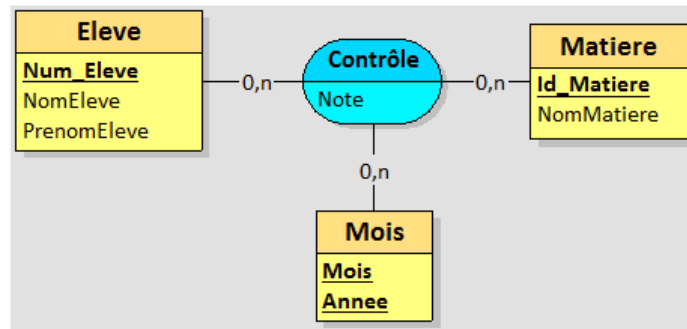 Eleve
Num_Eleve
NomEleve
PrenomEleve
0,n
Contrôle
Note
0,n
Matiere
Id_Matiere
NomMatiere
0,n
Mois
Mois
Annee